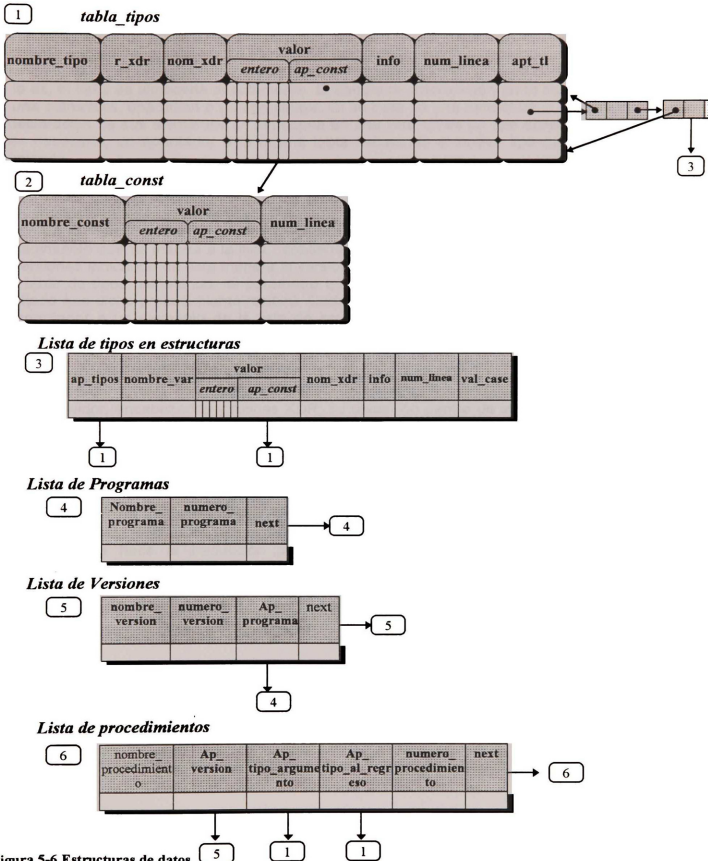 1 tabla_tipos
nombre_tipo r_xdr nom_xdr valor info num_linea apt_tl
entero ap_const
3
2 tabla_const
nombre_const valor num_linea
entero ap_const
Lista de tipos en estructuras
3
ap_tipos nombre_var valor nom_xdr info num_linea val_case
entero ap_const
1 1
Lista de Programas
4
Nombre_ numero_
programa programa next
4
Lista de Versiones
5
nombre_ numero_ Ap_ next
version version programa
5
4
Lista de procedimientos
6
nombre_ Ap_ Ap_ Ap_ numero_ next
procedimient version tipo_argume tipo_al_regr procedimien
o nto eso to
6
5 1 1
igura 5-6 Estructuras de datos